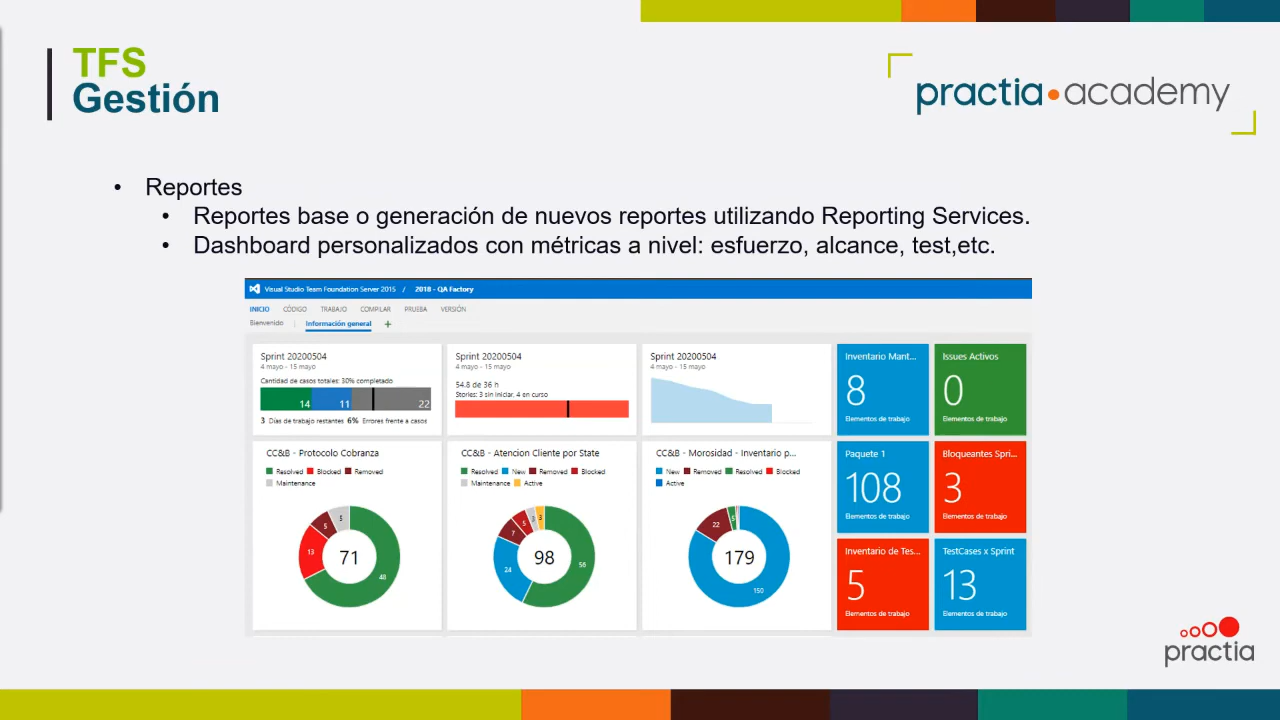 TFS
Gestión
practia academy
• Reportes
• Reportes base o generación de nuevos reportes utilizando Reporting Services.
• Dashboard personalizados con métricas a nivel: esfuerzo, alcance, test,etc.
Visual Studio Team Foundation Server 2015 / 2018 - QA Factory
INICIO CÓDIGO TRABAJO COMPILAR PRUEBA VERSIÓN
Bienvenido | Información general +
Sprint 20200504
4 mayo - 15 mayo
Cantidad de casos totales: 30% completado
14 11 22
3 Días de trabajo restantes 6% Errores frente a casos
Sprint 20200504
4 mayo - 15 mayo
54.8 de 36 h
Stories: 3 sin iniciar, 4 en curso
Sprint 20200504
4 mayo - 15 mayo
Inventario Mant...
8
Elementos de trabajo
Issues Activos
0
Elementos de trabajo
CC&B - Protocolo Cobranza
Resolved Blocked Removed
Maintenance
5 5
13
71
48
CC&B - Atencion Cliente por State
Resolved New Removed Blocked
Maintenance Active
7 5 3 3
24
98
56
CC&B - Morosidad - Inventario p...
New Removed Resolved Blocked
Active
22 5
179
150
Paquete 1
108
Elementos de trabajo
Bloqueantes Spri...
3
Elementos de trabajo
Inventario de Tes...
5
Elementos de trabajo
TestCases x Sprint
13
Elementos de trabajo
practia